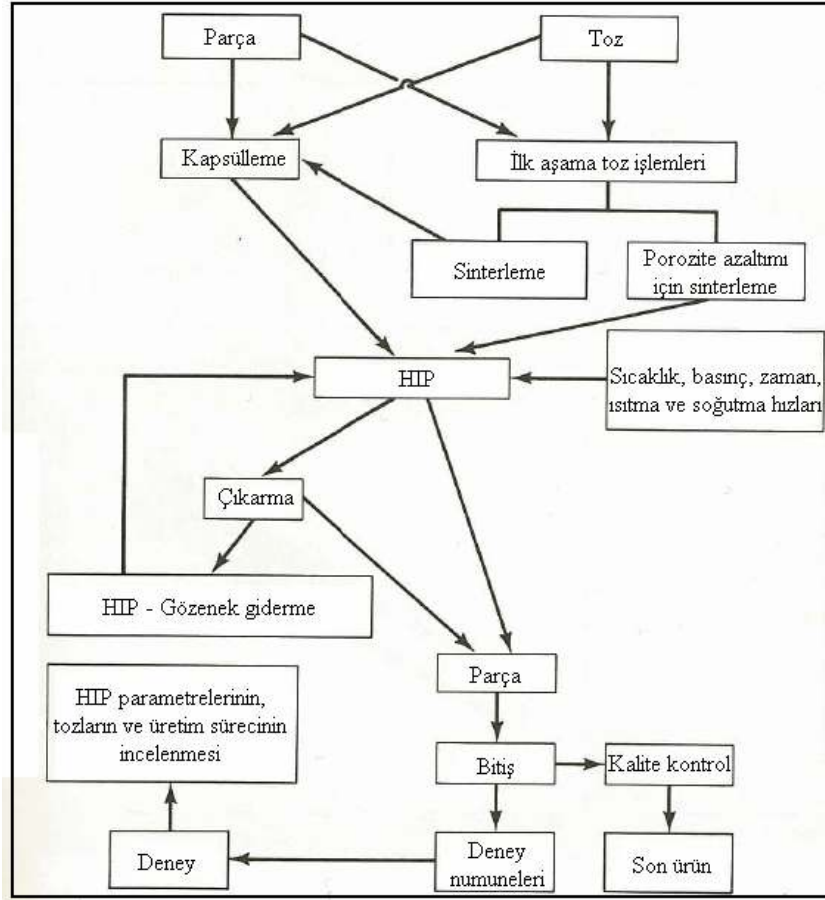 Parça
Toz
Kapsülleme
İlk aşama toz işlemleri
Sinterleme
Porozite azaltımı
için sinterleme
HIP
Sıcaklık, basınç, zaman,
ısıtma ve soğutma hızları
Çıkarma
HIP - Gözenek giderme
Parça
HIP parametrelerinin,
tozların ve üretim sürecinin
incelenmesi
Bitiş
Kalite kontrol
Deney
Deney
numuneleri
Son ürün